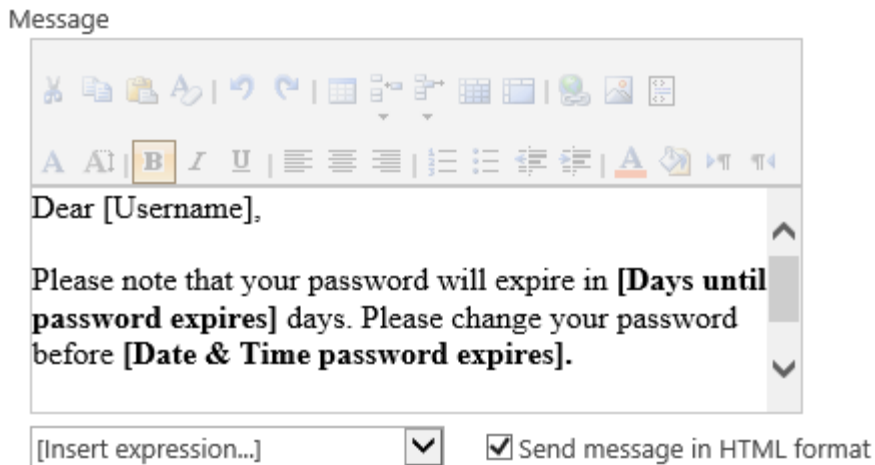 Message
Dear [Username],
Please note that your password will expire in [Days until
password expires] days. Please change your password
before [Date & Time password expires].
[Insert expression...]
Send message in HTML format